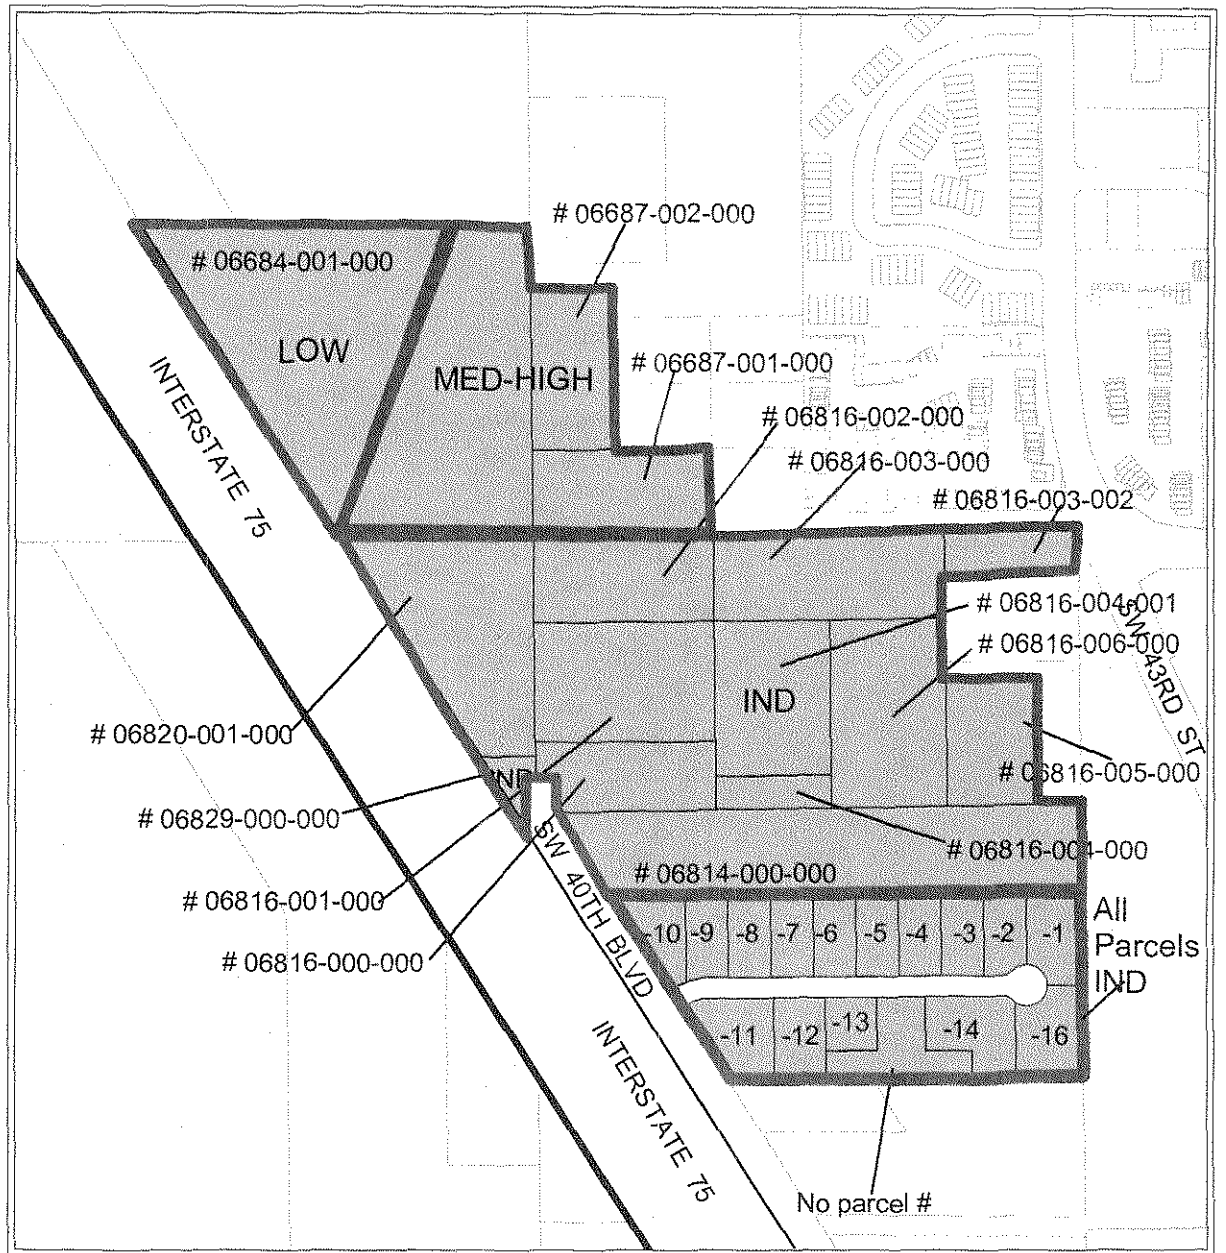 # 06687-002-000
# 06684-001-000
LOW
# 06687-001-000
MED-HIGH
# 06816-002-000
# 06816-003-000
# 06816-003-002
INTERSTATE 75
# 06816-004-001
SW 43RD ST
# 06816-006-000
IND
# 06820-001-000
# 06816-005-000
IND
# 06829-000-000
SW 40TH BLVD
# 06816-004-000
# 06814-000-000
# 06816-001-000
All
Parcels
IND
-10 -9 -8 -7 -6 -5 -4 -3 -2 -1
# 06816-000-000
-11 -12 -13 -14 -16
INTERSTATE 75
No parcel #